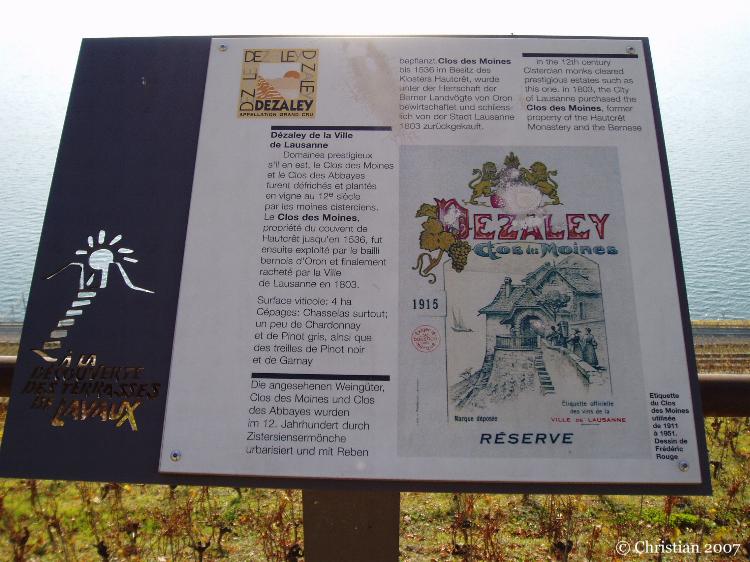 DEZALEY
DEZALEY
APPELLATION GRAND CRU
Dézaley de la Ville
de Lausanne
Domaines prestigieux
s'il en est, le Clos des Moines
et le Clos des Abbayes
furent défrichés et plantés
en vigne au 12e siècle
par les moines cisterciens.
Le Clos des Moines,
propriété du couvent de
Hautcrêt jusqu'en 1536, fut
ensuite exploité par le bailli
bernois d'Oron et finalement
racheté par la Ville
de Lausanne en 1803.
Surface viticole: 4 ha
Cépages: Chasselas surtout;
un peu de Chardonnay
et de Pinot gris, ainsi que
des treilles de Pinot noir
et de Gamay
Die angesehenen Weingüter,
Clos des Moines und Clos
des Abbayes wurden
im 12. Jahrhundert durch
Zistersiensermönche
urbarisiert und mit Reben
bepflanzt. Clos des Moines
bis 1536 im Besitz des
Klosters Hautcrêt, wurde
unter der Herrschaft der
Berner Landvögte von Oron
bewirtschaftet und schliess-
lich von der Stadt Lausanne
1803 zurückgekauft.
In the 12th century
Cistercian monks cleared
prestigious estates such as
this one. In 1803, the City
of Lausanne purchased the
Clos des Moines, former
property of the Hautcrêt
Monastery and the Bernese
DEZALEY
Clos des Moines
1915
Marque déposée
Etiquette officielle
des vins de la
VILLE DE LAUSANNE
RÉSERVE
Etiquette
du Clos
des Moines
utilisée
de 1911
à 1951.
Dessin de
Frédéric
Rouge
A LA
DÉCOUVERTE
DES TERRASSES
DE LAVAUX
© Christian 2007